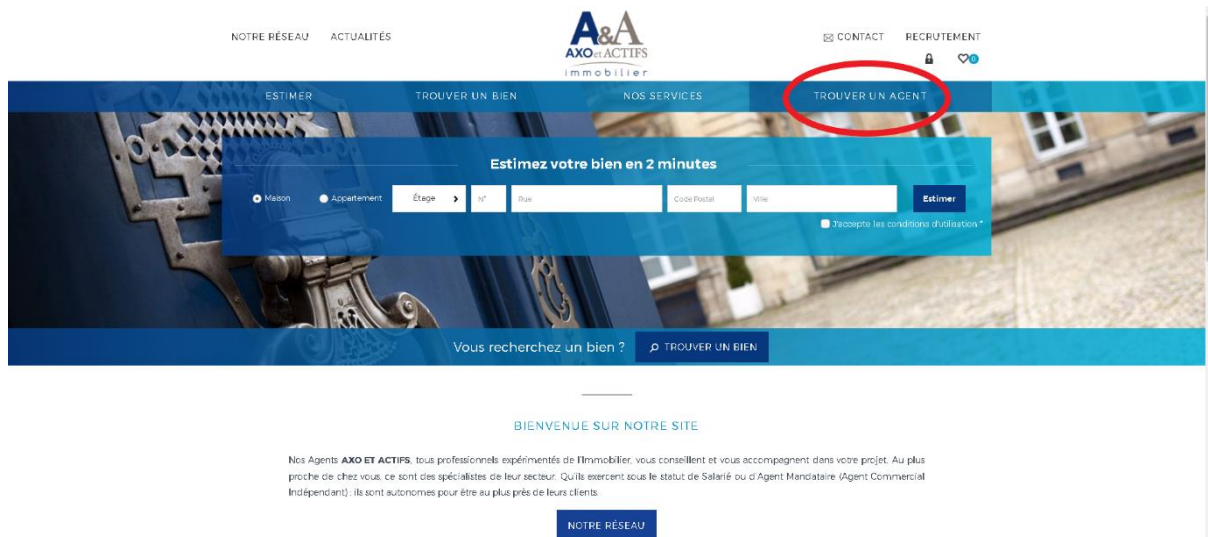 NOTRE RÉSEAU ACTUALITÉS
A&A
AXO et ACTIFS
immobilier
CONTACT RECRUTEMENT
0
ESTIMER TROUVER UN BIEN NOS SERVICES TROUVER UN AGENT
Estimez votre bien en 2 minutes
Maison Appartement Étage N° Rue Code Postal Ville Estimer
J'accepte les conditions d'utilisation *
Vous recherchez un bien ? TROUVER UN BIEN
BIENVENUE SUR NOTRE SITE
Nos Agents AXO ET ACTIFS, tous professionnels expérimentés de l'Immobilier, vous conseillent et vous accompagnent dans votre projet. Au plus
proche de chez vous, ce sont des spécialistes de leur secteur. Qu'ils exercent sous le statut de Salarié ou d'Agent Mandataire (Agent Commercial
Indépendant) ; ils sont autonomes pour être au plus près de leurs clients.
NOTRE RÉSEAU